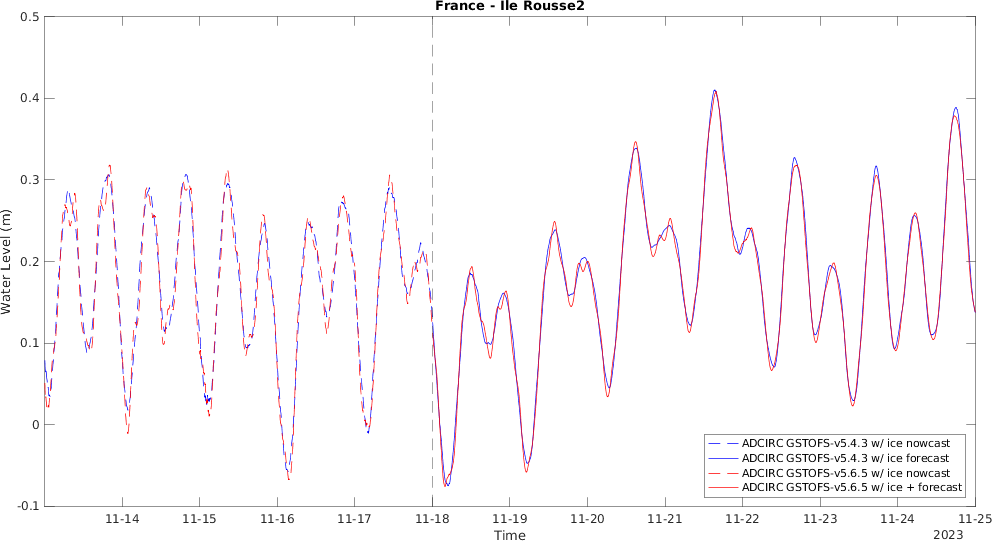 France - Ile Rousse2
Water Level (m)
0.5
0.4
0.3
0.2
0.1
0
-0.1
11-14 11-15 11-16 11-17 11-18 11-19 11-20 11-21 11-22 11-23 11-24 11-25
Time
2023
ADCIRC GSTOFS-v5.4.3 w/ ice nowcast
ADCIRC GSTOFS-v5.4.3 w/ ice forecast
ADCIRC GSTOFS-v5.6.5 w/ ice nowcast
ADCIRC GSTOFS-v5.6.5 w/ ice + forecast